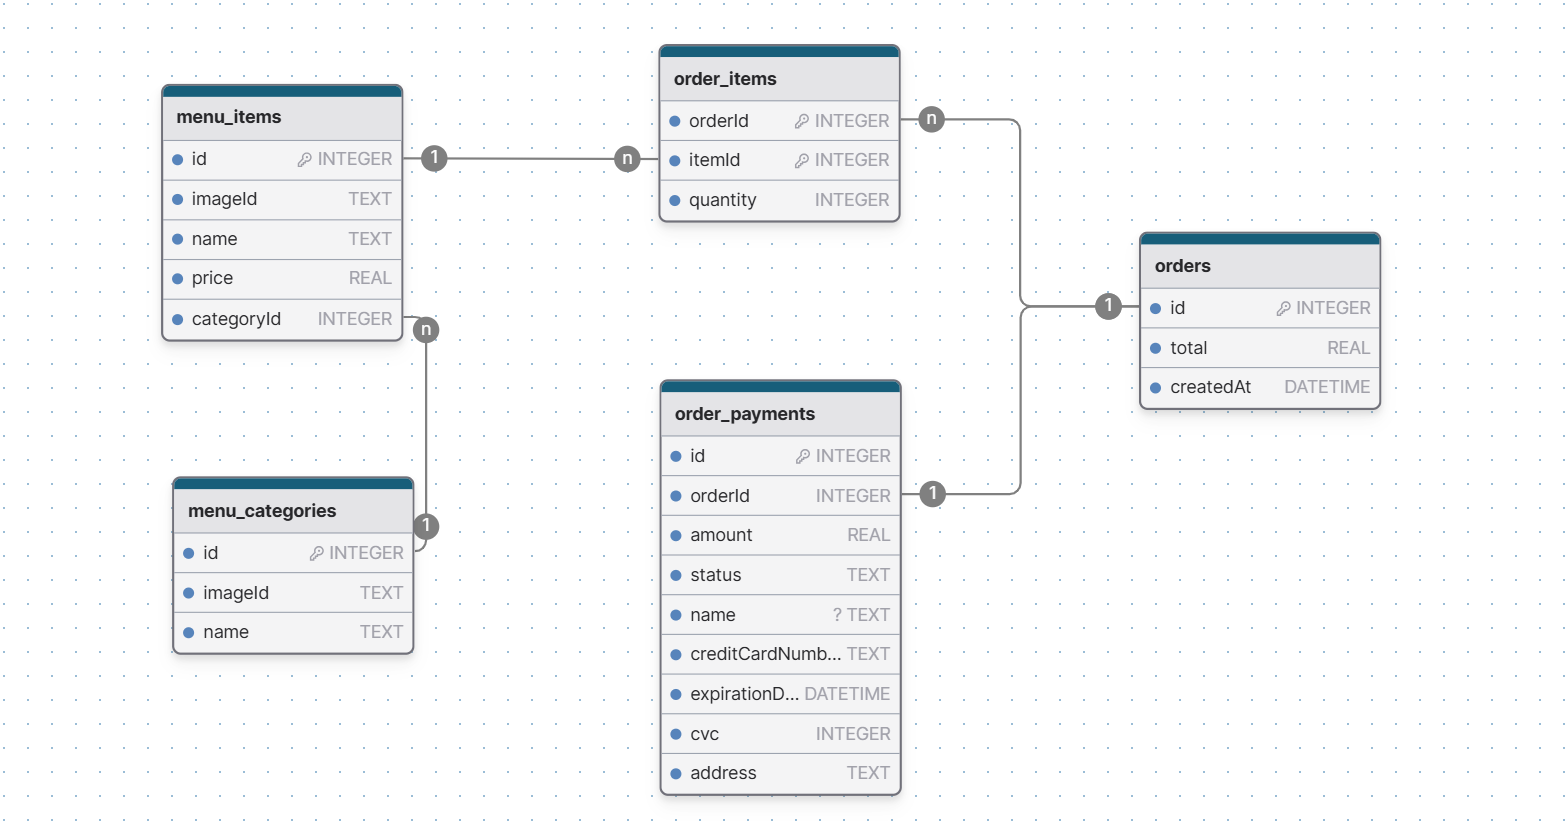 menu_items
id INTEGER
imageId TEXT
name TEXT
price REAL
categoryId INTEGER
1
n
n
1
menu_categories
id INTEGER
imageId TEXT
name TEXT
order_items
orderId INTEGER
itemId INTEGER
quantity INTEGER
n
1
1
order_payments
id INTEGER
orderId INTEGER
amount REAL
status TEXT
name ? TEXT
creditCardNumb... TEXT
expirationD... DATETIME
cvc INTEGER
address TEXT
orders
id INTEGER
total REAL
createdAt DATETIME